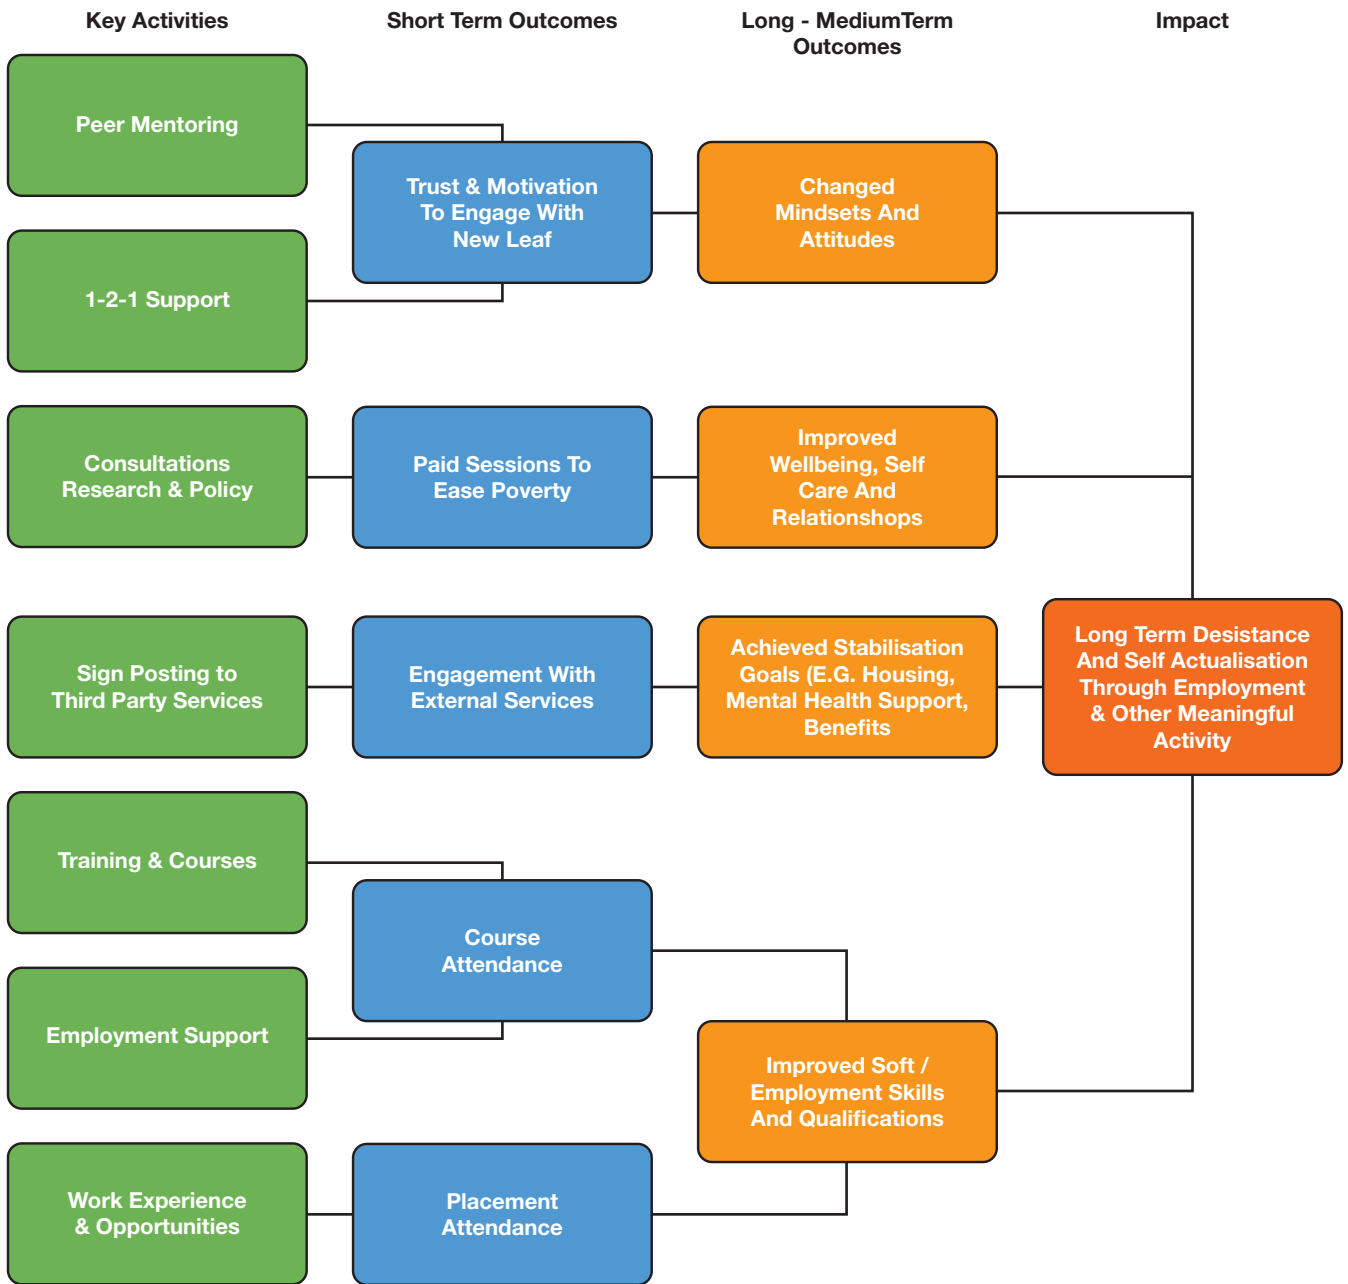 Key Activities
Short Term Outcomes
Long - MediumTerm
Outcomes
Impact
Peer Mentoring
1-2-1 Support
Consultations
Research & Policy
Sign Posting to
Third Party Services
Training & Courses
Employment Support
Work Experience
& Opportunities
Trust & Motivation
To Engage With
New Leaf
Paid Sessions To
Ease Poverty
Engagement With
External Services
Course
Attendance
Placement
Attendance
Changed
Mindsets And
Attitudes
Improved
Wellbeing, Self
Care And
Relationshops
Achieved Stabilisation
Goals (E.G. Housing,
Mental Health Support,
Benefits
Improved Soft /
Employment Skills
And Qualifications
Long Term Desistance
And Self Actualisation
Through Employment
& Other Meaningful
Activity